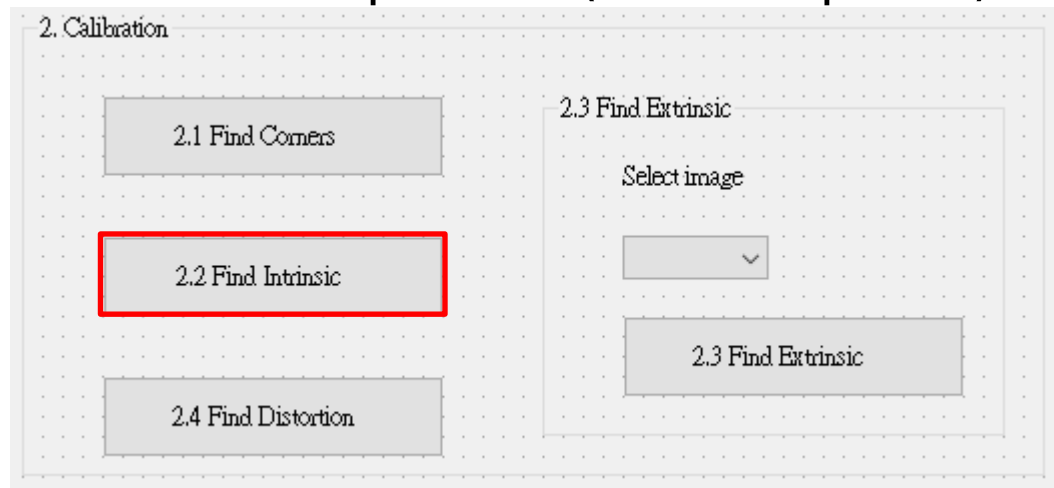 2. Calibration
2.1 Find Corners
2.2 Find Intrinsic
2.4 Find Distortion
2.3 Find Extrinsic
Select image
2.3 Find Extrinsic